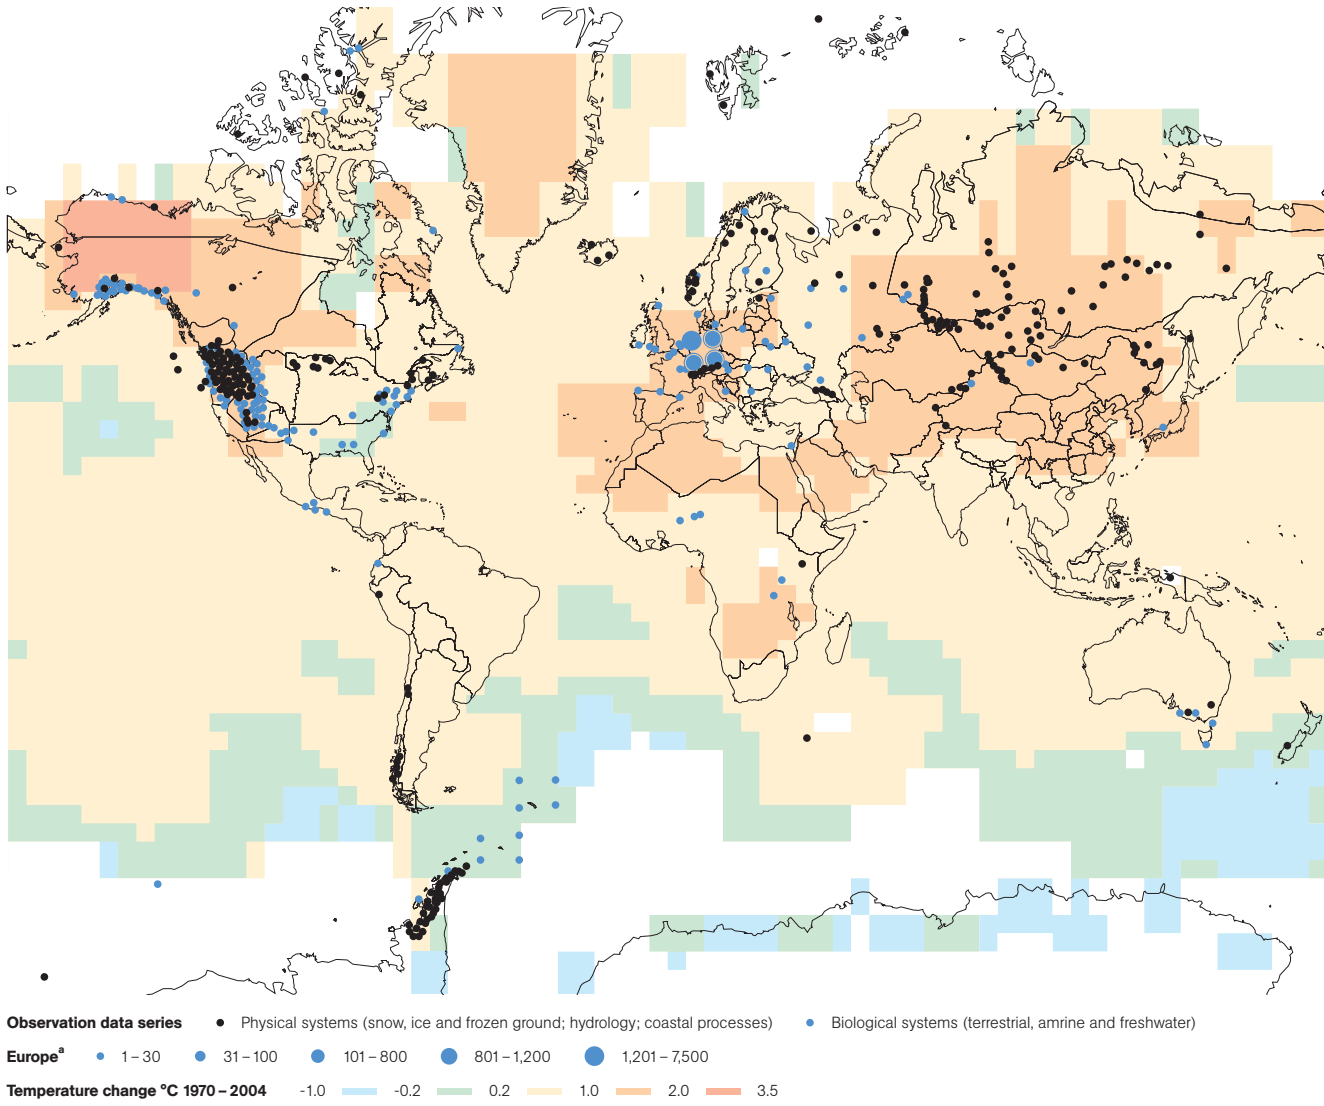 Observation data series Physical systems (snow, ice and frozen ground; hydrology; coastal processes) Biological systems (terrestrial, amrine and freshwater)
Europeª 1–30 31–100 101–800 801–1,200 1,201–7,500
Temperature change ºC 1970–2004 -1.0 -0.2 0.2 1.0 2.0 3.5